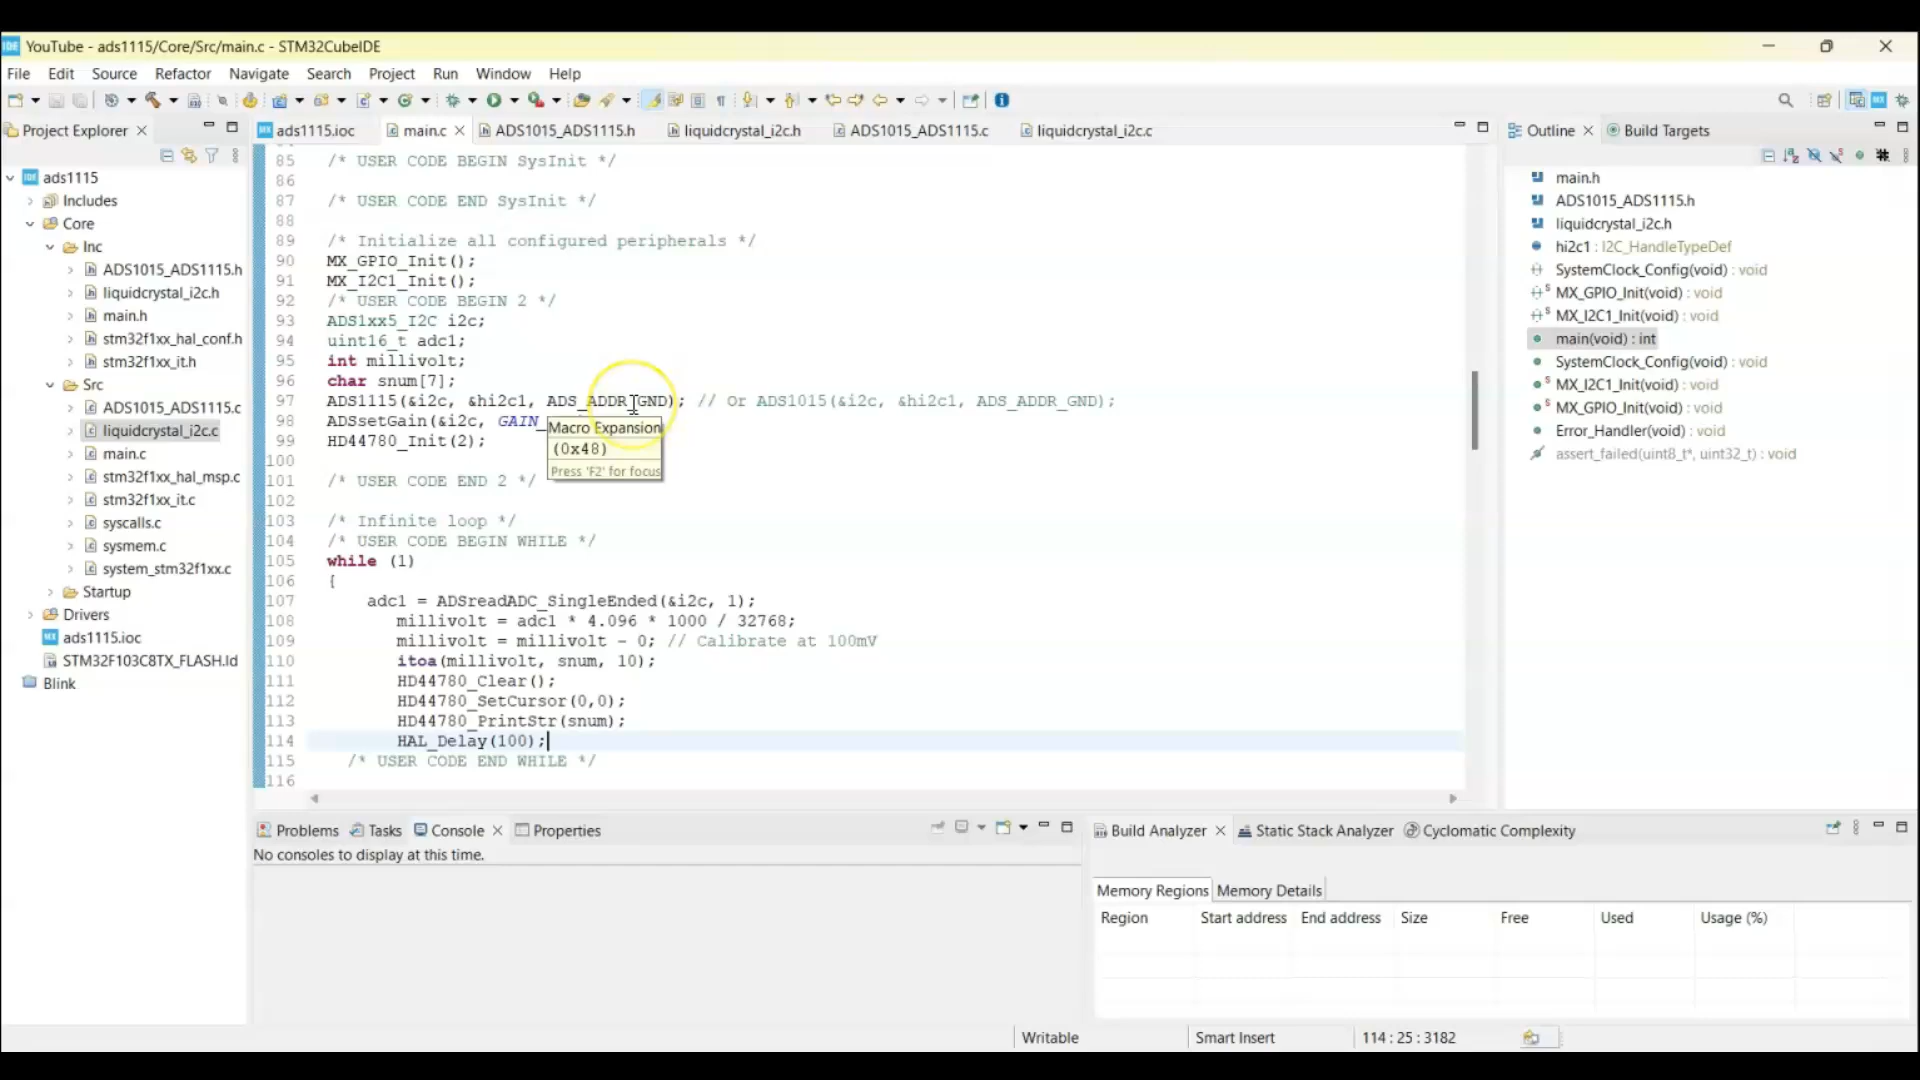 YouTube - ads1115/Core/Src/main.c - STM32CubeIDE
File Edit Source Refactor Navigate Search Project Run Window Help
Project Explorer
ads1115
Includes
Core
Inc
ADS1015_ADS1115.h
liquidcrystal_i2c.h
main.h
stm32f1xx_hal_conf.h
stm32f1xx_it.h
Src
ADS1015_ADS1115.c
liquidcrystal_i2c.c
main.c
stm32f1xx_hal_msp.c
stm32f1xx_it.c
syscalls.c
sysmem.c
system_stm32f1xx.c
Startup
Drivers
ads1115.ioc
STM32F103C8TX_FLASH.ld
Blink
ads1115.ioc main.c ADS1015_ADS1115.h liquidcrystal_i2c.h ADS1015_ADS1115.c liquidcrystal_i2c.c
85 /* USER CODE BEGIN SysInit */
86
87 /* USER CODE END SysInit */
88
89 /* Initialize all configured peripherals */
90 MX_GPIO_Init();
91 MX_I2C1_Init();
92 /* USER CODE BEGIN 2 */
93 ADS1xx5_I2C i2c;
94 uint16_t adc1;
95 int millivolt;
96 char snum[7];
97 ADS1115(&i2c, &hi2c1, ADS_ADDR_GND); // Or ADS1015(&i2c, &hi2c1, ADS_ADDR_GND);
98 ADSsetGain(&i2c, GAIN_
99 HD44780_Init(2);
100
101 /* USER CODE END 2 */
102
103 /* Infinite loop */
104 /* USER CODE BEGIN WHILE */
105 while (1)
106 {
107 adc1 = ADSreadADC_SingleEnded(&i2c, 1);
108 millivolt = adc1 * 4.096 * 1000 / 32768;
109 millivolt = millivolt - 0; // Calibrate at 100mV
110 itoa(millivolt, snum, 10);
111 HD44780_Clear();
112 HD44780_SetCursor(0,0);
113 HD44780_PrintStr(snum);
114 HAL_Delay(100);
115 /* USER CODE END WHILE */
116
Macro Expansion
(0x48)
Press 'F2' for focus
Outline Build Targets
main.h
ADS1015_ADS1115.h
liquidcrystal_i2c.h
hi2c1 : I2C_HandleTypeDef
SystemClock_Config(void) : void
MX_GPIO_Init(void) : void
MX_I2C1_Init(void) : void
main(void) : int
SystemClock_Config(void) : void
MX_I2C1_Init(void) : void
MX_GPIO_Init(void) : void
Error_Handler(void) : void
assert_failed(uint8_t*, uint32_t) : void
Problems Tasks Console Properties
No consoles to display at this time.
Build Analyzer Static Stack Analyzer Cyclomatic Complexity
Memory Regions Memory Details
Region Start address End address Size Free Used Usage (%)
Writable Smart Insert 114 : 25 : 3182